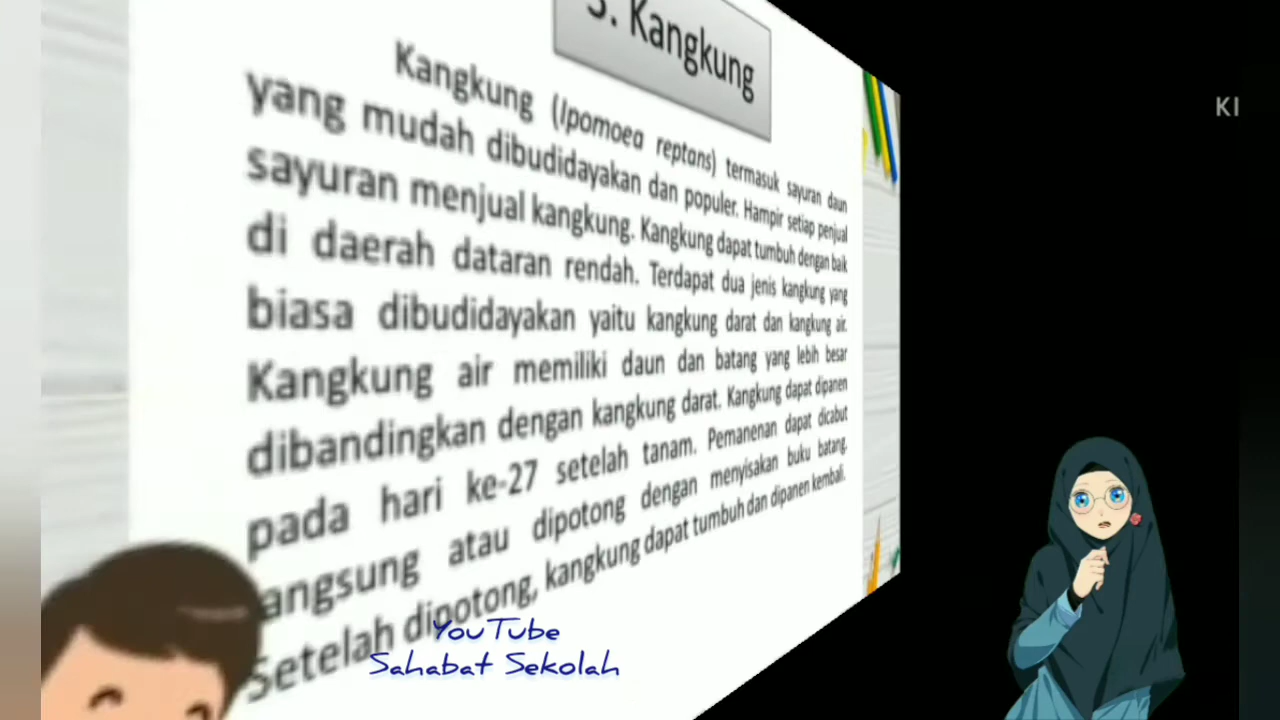 3. Kangkung
Kangkung (Ipomoea reptans) termasuk sayuran daun
yang mudah dibudidayakan dan populer. Hampir setiap penjual
sayuran menjual kangkung. Kangkung dapat tumbuh dengan baik
di daerah dataran rendah. Terdapat dua jenis kangkung yang
biasa dibudidayakan yaitu kangkung darat dan kangkung air.
Kangkung air memiliki daun dan batang yang lebih besar
dibandingkan dengan kangkung darat. Kangkung dapat dipanen
pada hari ke-27 setelah tanam. Pemanenan dapat dicabut
angsung atau dipotong dengan menyisakan buku batang.
Setelah dipotong, kangkung dapat tumbuh dan dipanen kembali.
YouTube
Sahabat Sekolah
KI